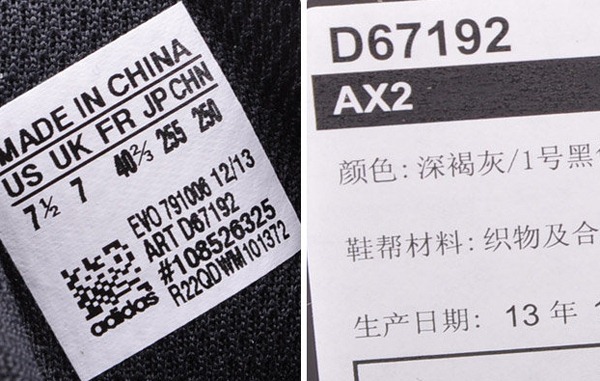 MADE IN CHINA
US UK FR JP CHN
7½ 7 40⅔ 255 250
EVO 791006 12/13
ART D67192
#108526325
R22QDWM101372
adidas
D67192
AX2
颜色: 深褐灰/1号黑
鞋帮材料: 织物及合
生产日期: 13 年 1